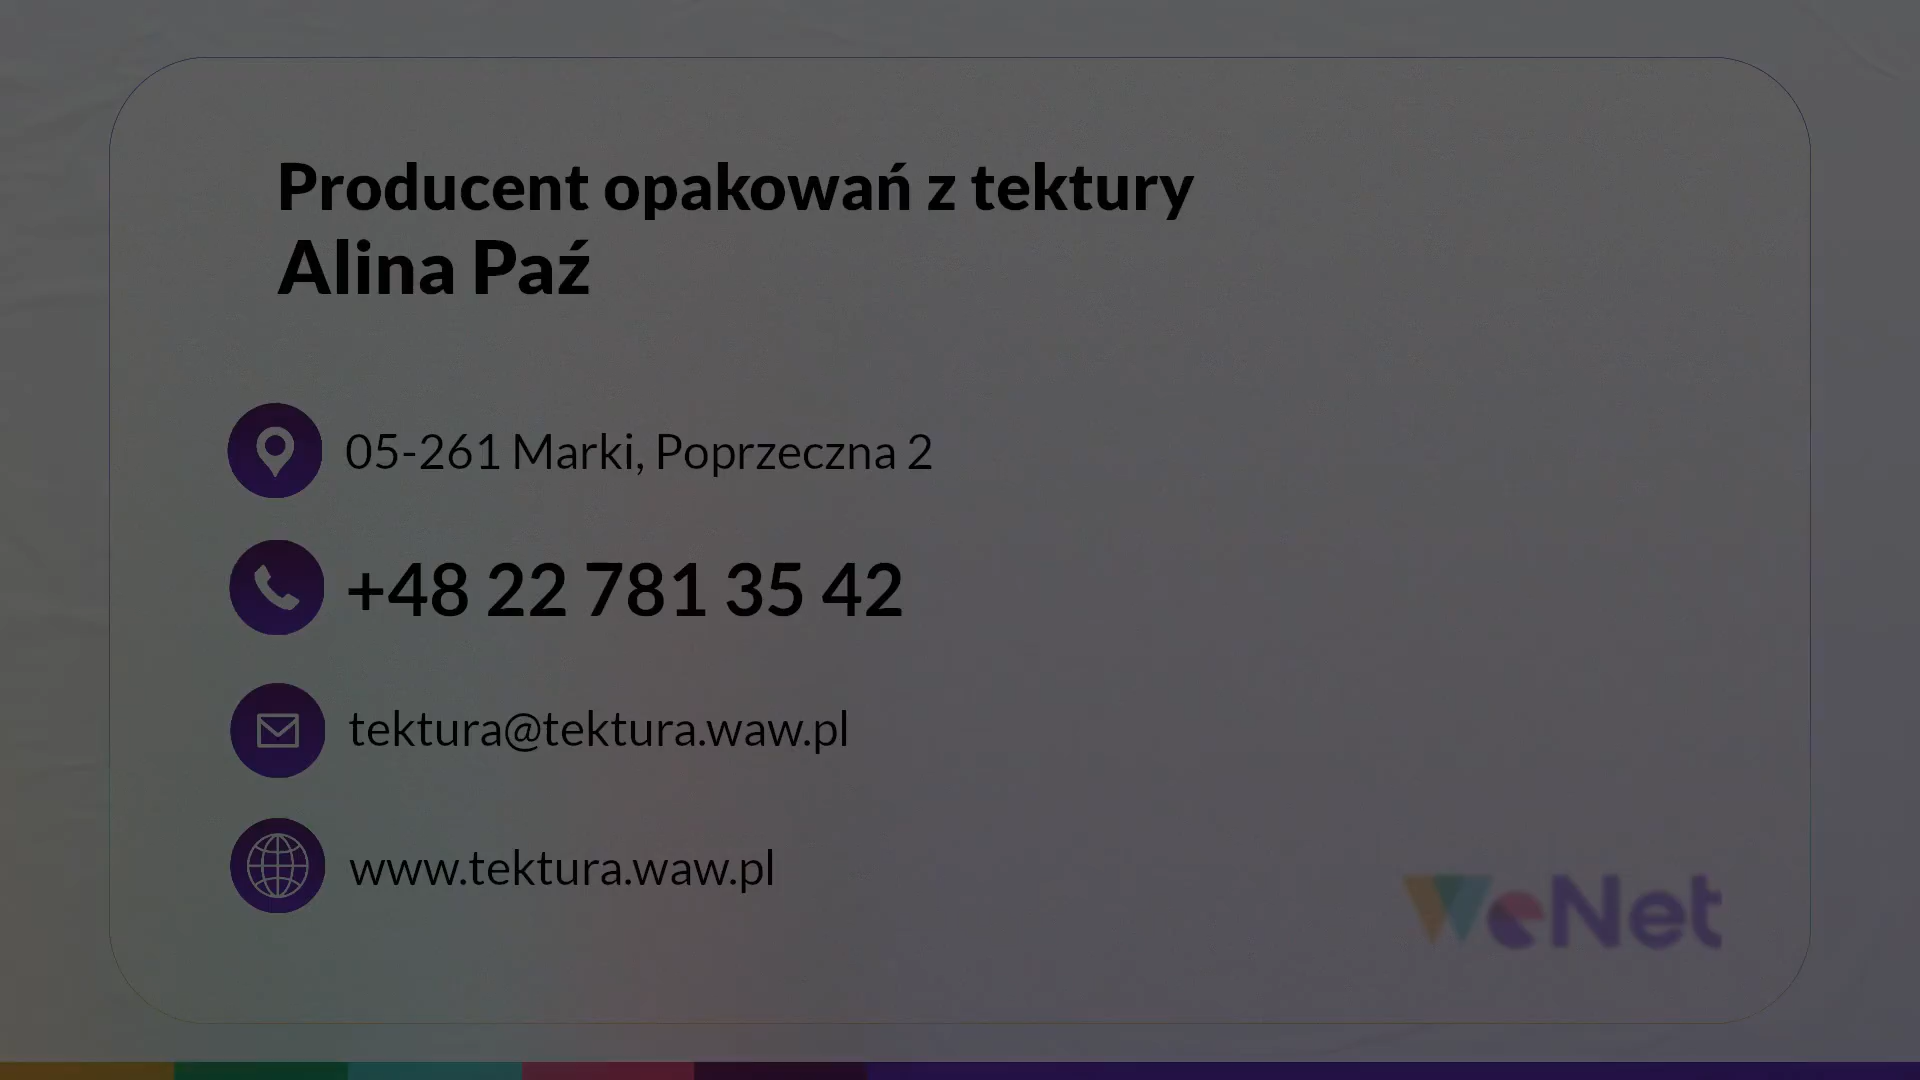 Producent opakowań z tektury
Alina Paź
05-261 Marki, Poprzeczna 2
+48 22 781 35 42
tektura@tektura.waw.pl
www.tektura.waw.pl
WeNet